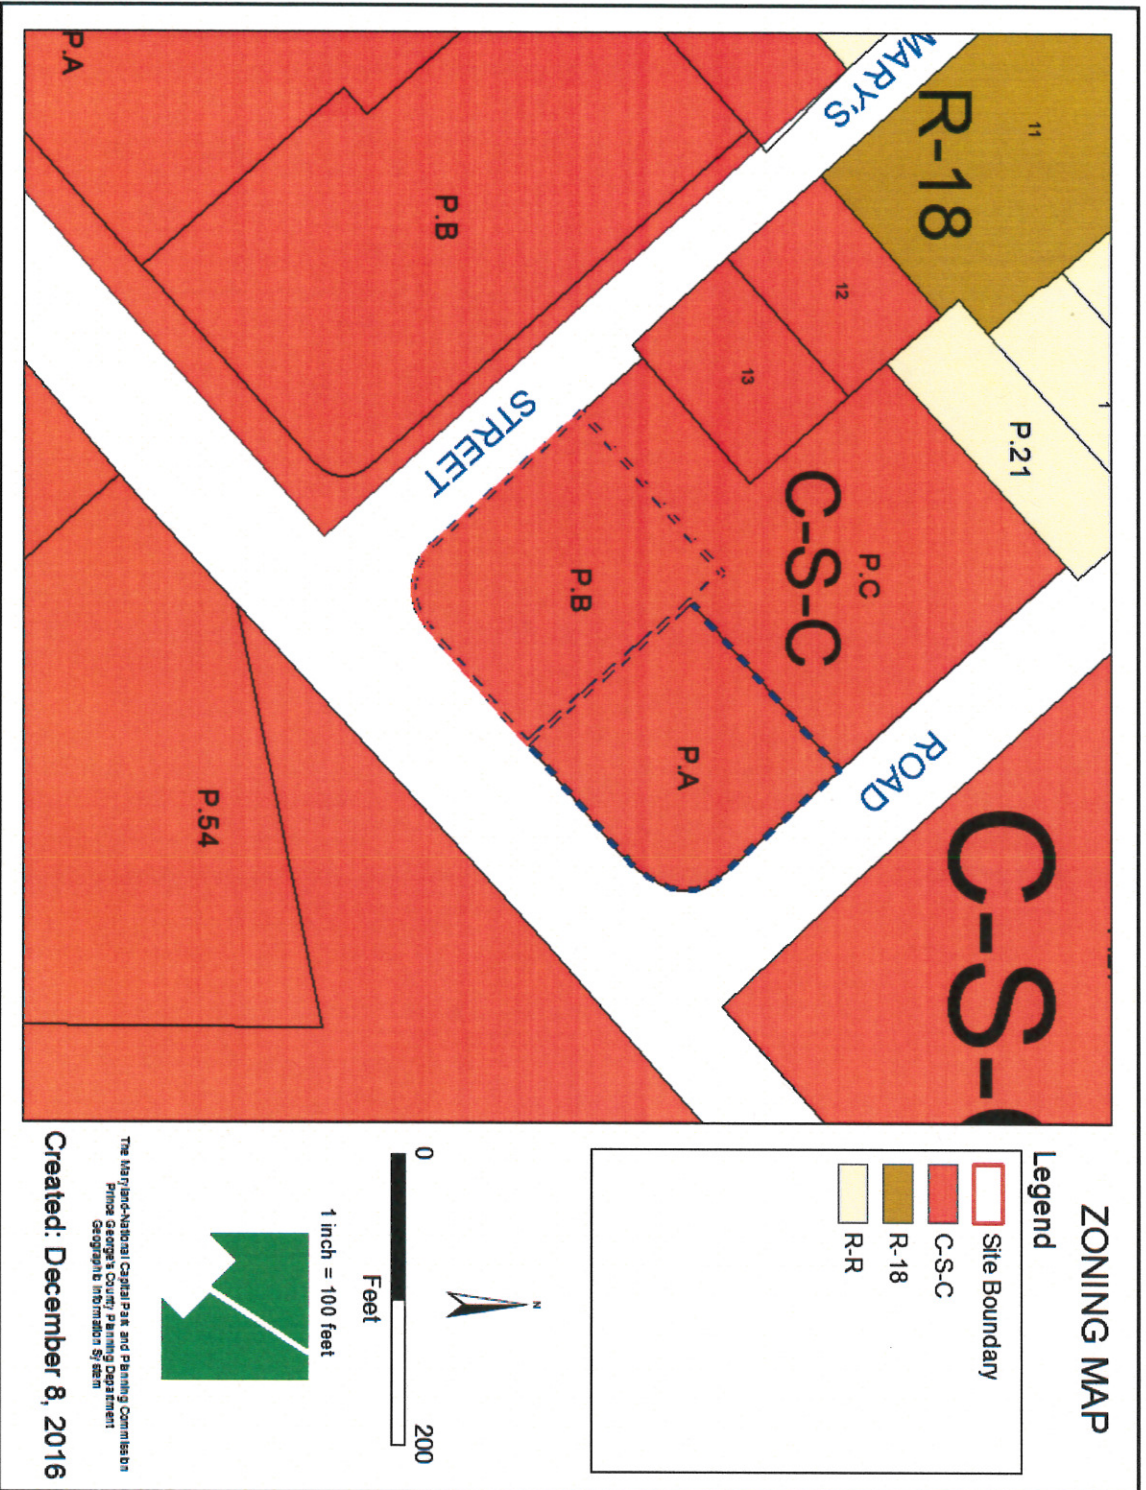 ZONING MAP
Legend
Site Boundary
C-S-C
R-18
R-R
N
0
200
Feet
1 inch = 100 feet
The Maryland-National Capital Park and Planning Commission
Prince George's County Planning Department
Geographic Information System
Created: December 8, 2016
MARY'S
STREET
ROAD
R-18
11
12
13
1
P.21
P.C
C-S-C
P.B
P.A
C-S-
P.B
P.A
P.54